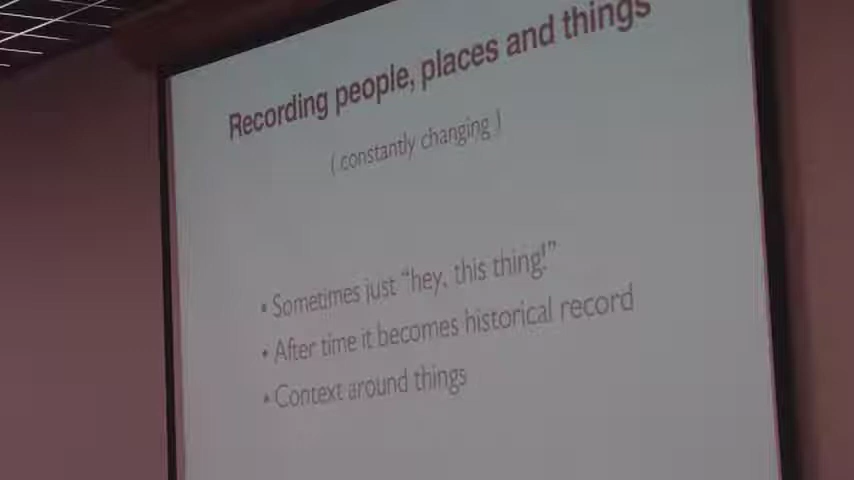 Recording people, places and things
( constantly changing )
• Sometimes just “hey, this thing!”
• After time it becomes historical record
• Context around things